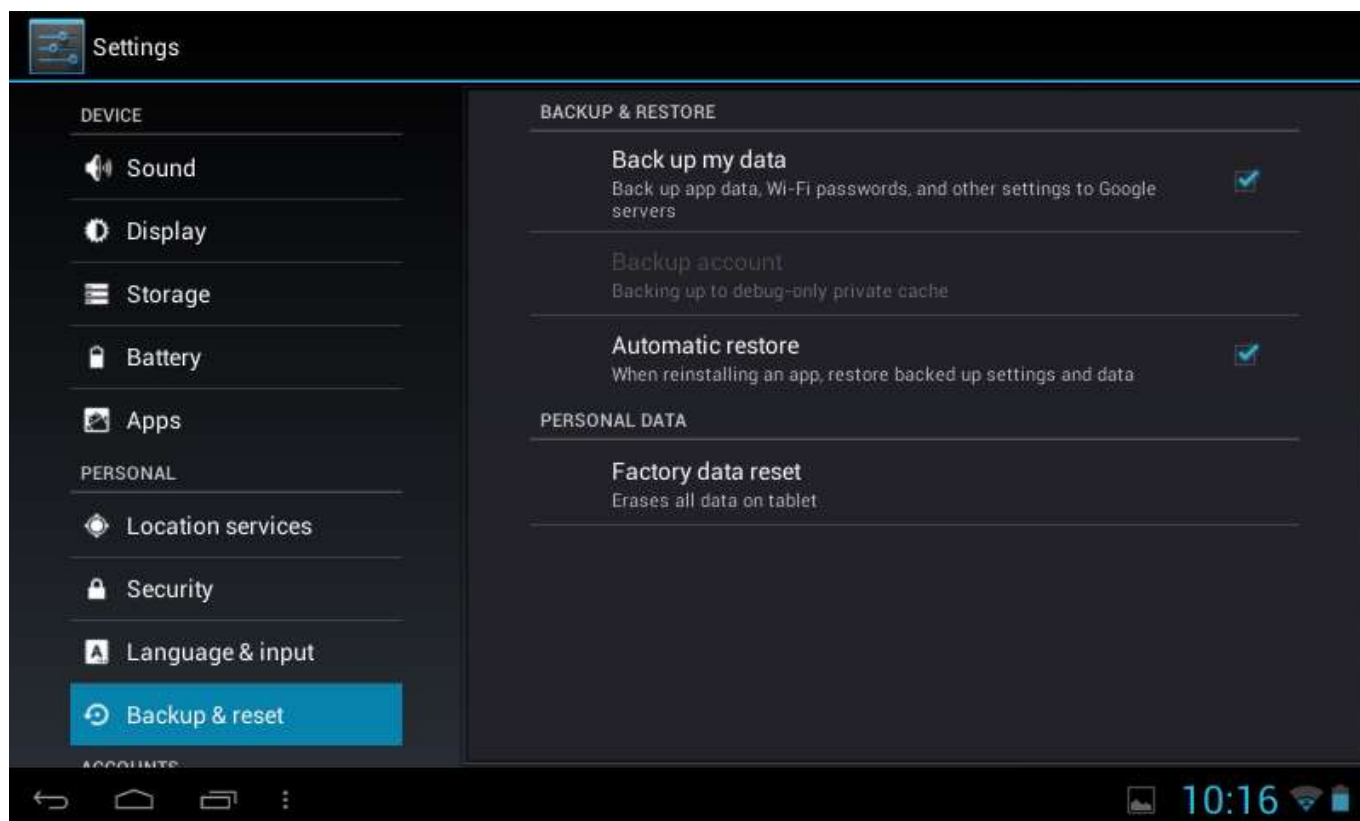 Settings
DEVICE
Sound
Display
Storage
Battery
Apps
PERSONAL
Location services
Security
Language & input
Backup & reset
ACCOUNTS
BACKUP & RESTORE
Back up my data
Back up app data, Wi-Fi passwords, and other settings to Google
servers
Backup account
Backing up to debug-only private cache
Automatic restore
When reinstalling an app, restore backed up settings and data
PERSONAL DATA
Factory data reset
Erases all data on tablet
10:16